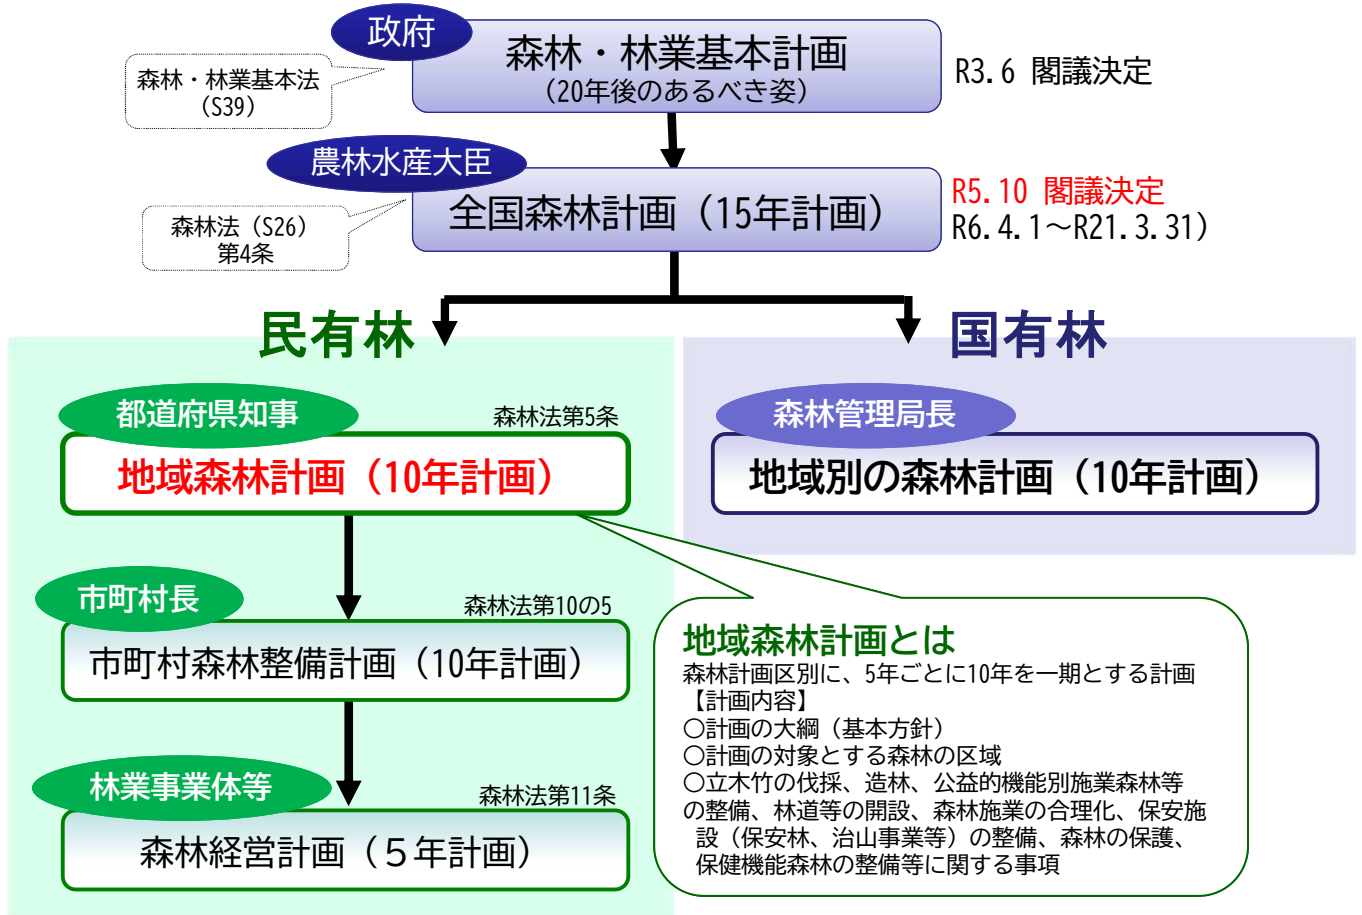 政府
森林・林業基本計画
(20年後のあるべき姿)
R3.6 閣議決定
森林・林業基本法
(S39)
農林水産大臣
全国森林計画（15年計画）
R5.10 閣議決定
R6.4.1～R21.3.31)
森林法（S26）
第4条
民有林
国有林
都道府県知事
森林法第5条
地域森林計画（10年計画）
森林管理局長
地域別の森林計画（10年計画）
市町村長
森林法第10の5
市町村森林整備計画（10年計画）
林業事業体等
森林法第11条
森林経営計画（５年計画）
地域森林計画とは
森林計画区別に、5年ごとに10年を一期とする計画
【計画内容】
○計画の大綱（基本方針）
○計画の対象とする森林の区域
○立木竹の伐採、造林、公益的機能別施業森林等
の整備、林道等の開設、森林施業の合理化、保安施
設（保安林、治山事業等）の整備、森林の保護、
保健機能森林の整備等に関する事項